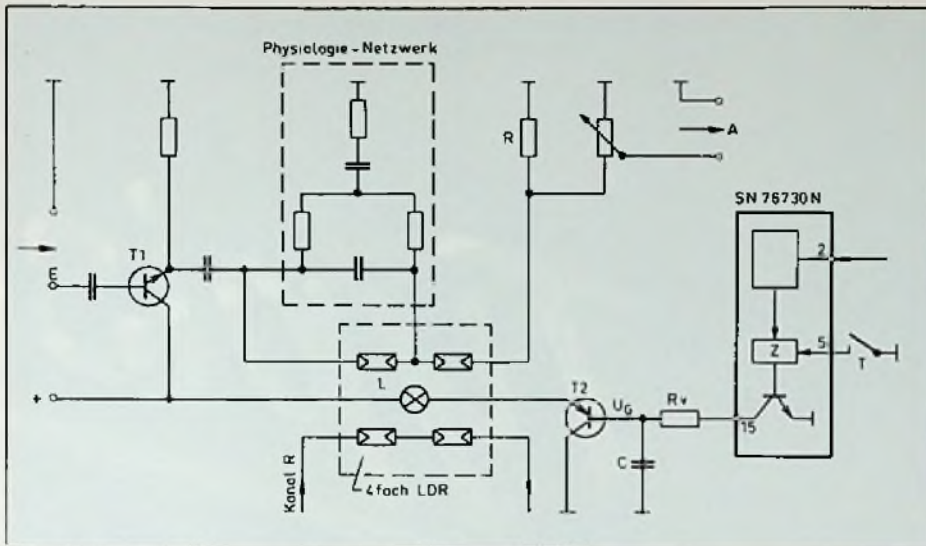 Physiologie-Netzwerk
R
A
SN 76730N
T1
E
2
Z
5
T
L
+
T2
U_G
Rv
15
C
Kanal R
4fach LDR